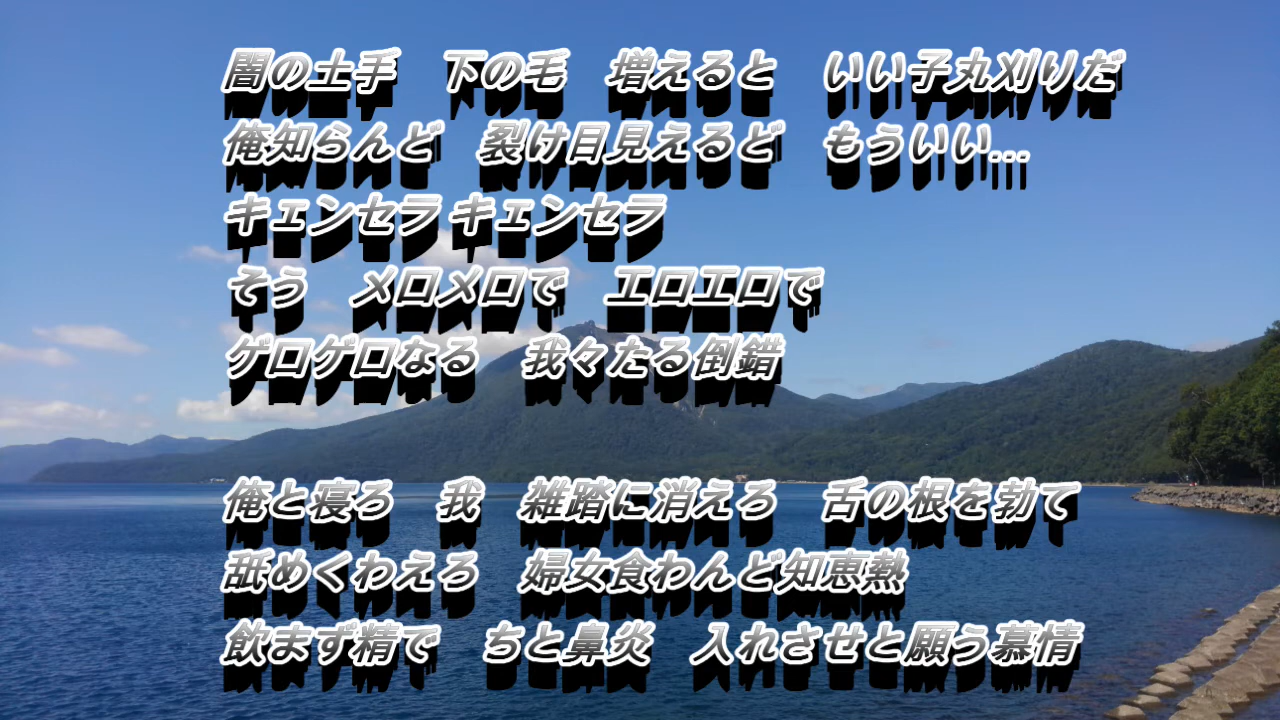 闇の土手　下の毛　増えると　いい子丸刈りだ
俺知らんど　裂け目見えるど　もういい...
キェンセラ キェンセラ
そう　メロメロで　エロエロで
ゲロゲロなる　我々たる倒錯
俺と寝ろ　我　雑踏に消えろ　舌の根を勃て
舐めくわえろ　婦女食わんど知恵熱
飲まず精で　ちと鼻炎　入れさせと願う慕情